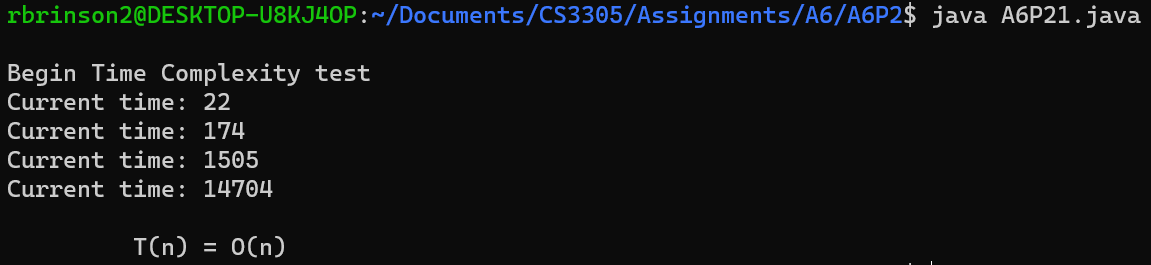 rbrinson2@DESKTOP-U8KJ4OP:~/Documents/CS3305/Assignments/A6/A6P2$ java A6P21.java
Begin Time Complexity test
Current time: 22
Current time: 174
Current time: 1505
Current time: 14704
T(n) = O(n)